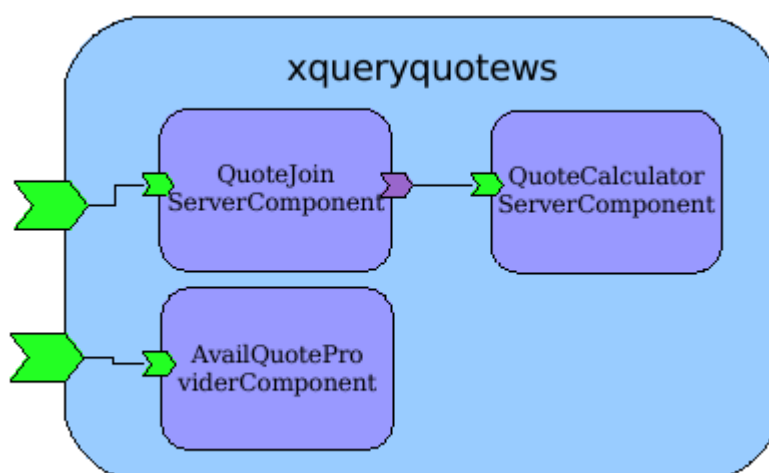 xqueryquotews
QuoteJoin
ServerComponent
QuoteCalculator
ServerComponent
AvailQuotePro
viderComponent